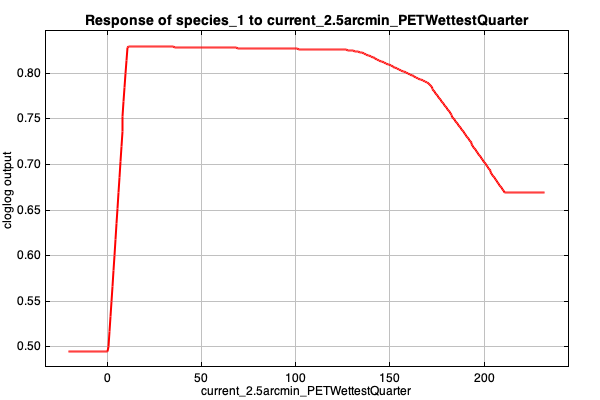 Response of species_1 to current_2.5arcmin_PETWettestQuarter
0.80
0.75
0.70
0.65
0.60
0.55
0.50
cloglog output
0 50 100 150 200
current_2.5arcmin_PETWettestQuarter